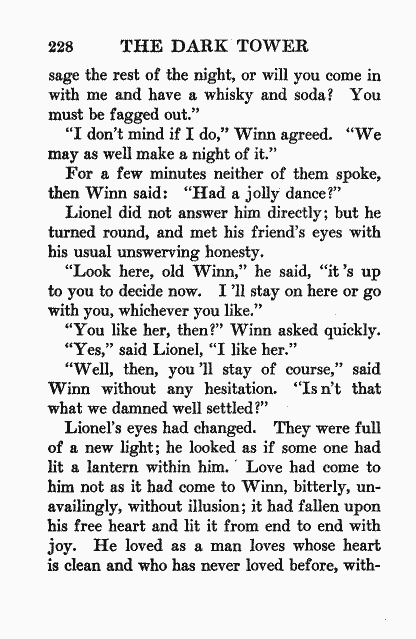 228 THE DARK TOWER
sage the rest of the night, or will you come in
with me and have a whisky and soda? You
must be fagged out.”
“I don’t mind if I do,” Winn agreed. “We
may as well make a night of it.”
For a few minutes neither of them spoke,
then Winn said: “Had a jolly dance?”
Lionel did not answer him directly; but he
turned round, and met his friend’s eyes with
his usual unswerving honesty.
“Look here, old Winn,” he said, “it ’s up
to you to decide now. I ’ll stay on here or go
with you, whichever you like.”
“You like her, then?” Winn asked quickly.
“Yes,” said Lionel, “I like her.”
“Well, then, you ’ll stay of course,” said
Winn without any hesitation. “Is n’t that
what we damned well settled?”
Lionel’s eyes had changed. They were full
of a new light; he looked as if some one had
lit a lantern within him. Love had come to
him not as it had come to Winn, bitterly, un-
availingly, without illusion; it had fallen upon
his free heart and lit it from end to end with
joy. He loved as a man loves whose heart
is clean and who has never loved before, with-